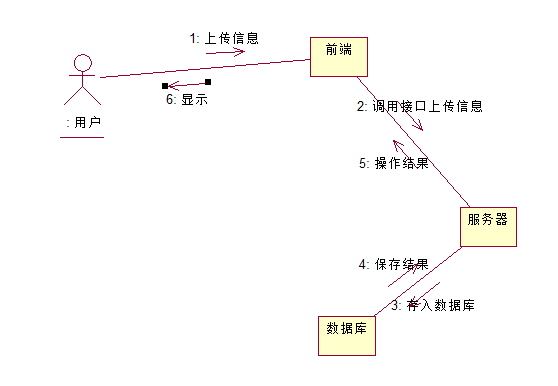 1: 上传信息
前端
6: 显示
: 用户
2: 调用接口上传信息
5: 操作结果
服务器
4: 保存结果
3: 存入数据库
数据库